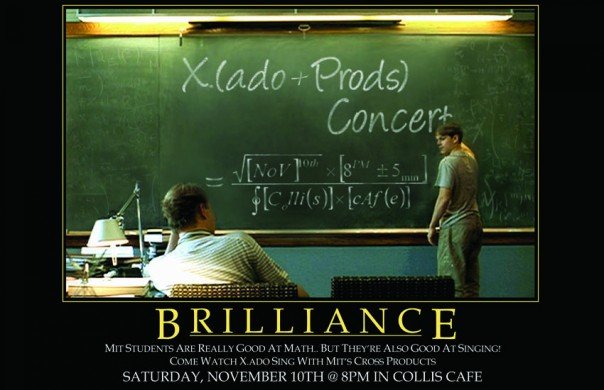 X.(ado + Prods)
Concert
= √[NoV]^10th × [8^PM ± 5min]
∮[Collis(s)]×[cAf(e)]
BRILLIANCE
MIT STUDENTS ARE REALLY GOOD AT MATH.. BUT THEY'RE ALSO GOOD AT SINGING!
COME WATCH X.ADO SING WITH MIT'S CROSS PRODUCTS
SATURDAY, NOVEMBER 10TH @ 8PM IN COLLIS CAFE